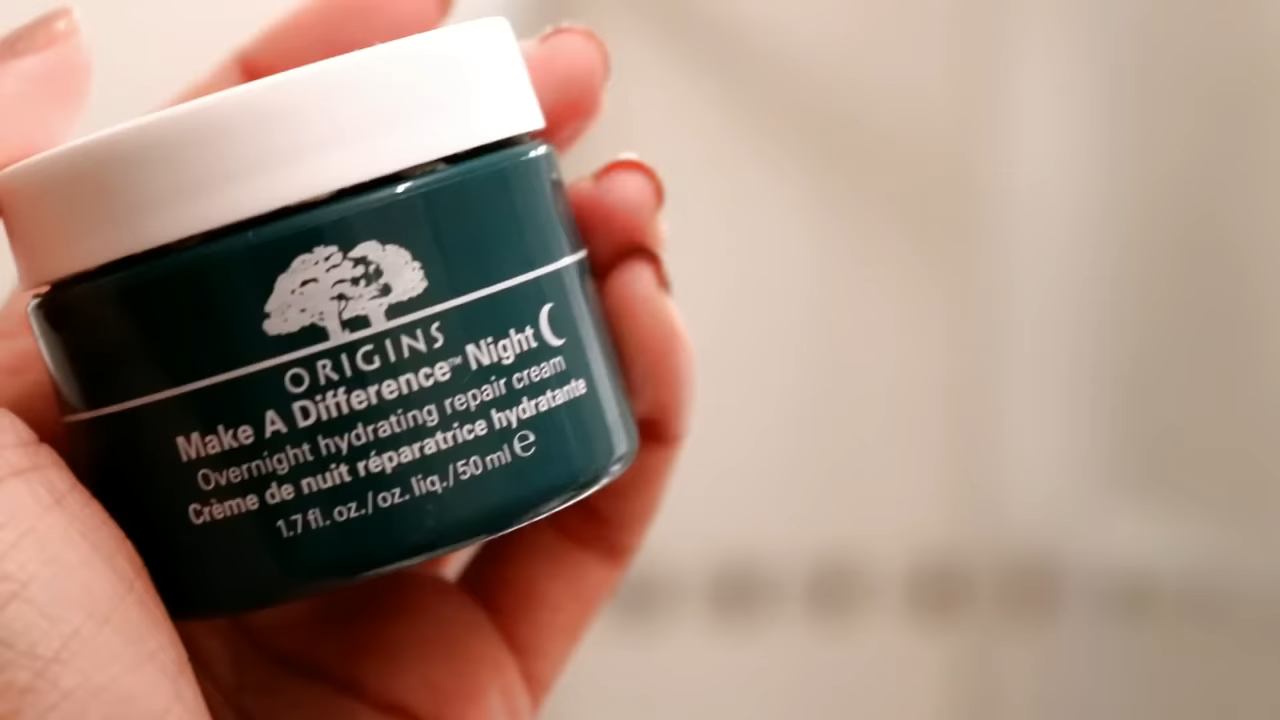 ORIGINS
Make A Difference™ Night
Overnight hydrating repair cream
Crème de nuit réparatrice hydratante
1.7 fl. oz./oz. liq./50 ml ℮